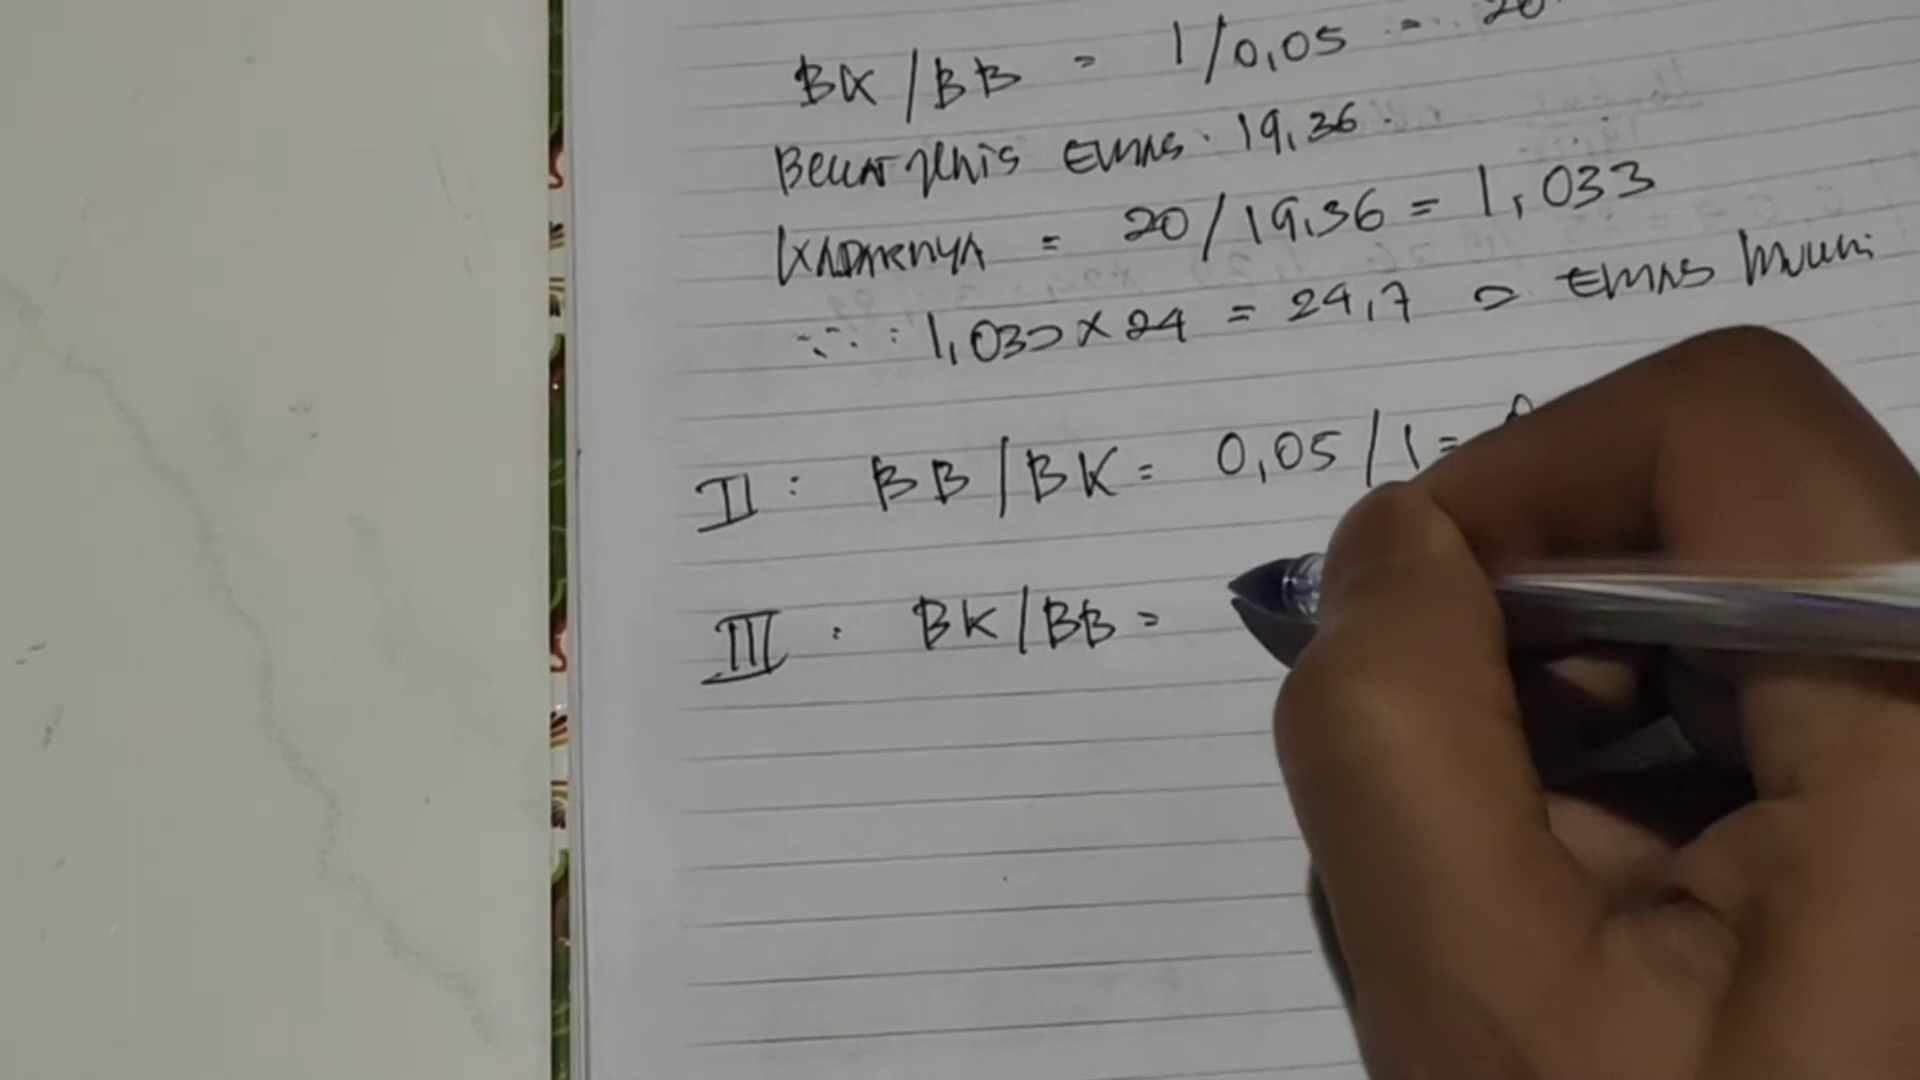 BK/BB = 1/0,05 = 20
Berat jenis Emas. 19,36.
KADARNYA = 20/19,36 = 1,033
∴ : 1,033 x 24 = 24,7 = Emas Murni
II : BB/BK = 0,05/1 =
III : BK/BB =